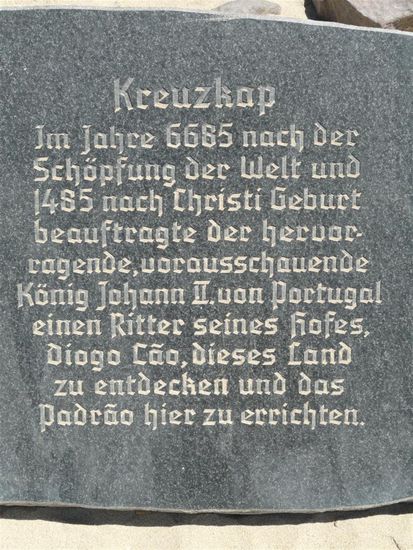 Kreuzkap
Im Jahre 6685 nach der
Schöpfung der Welt und
1485 nach Christi Geburt
beauftragte der hervor-
ragende, vorausschauende
König Johann II. von Portugal
einen Ritter seines Hofes,
Diogo Cão, dieses Land
zu entdecken und das
Padrão hier zu errichten.